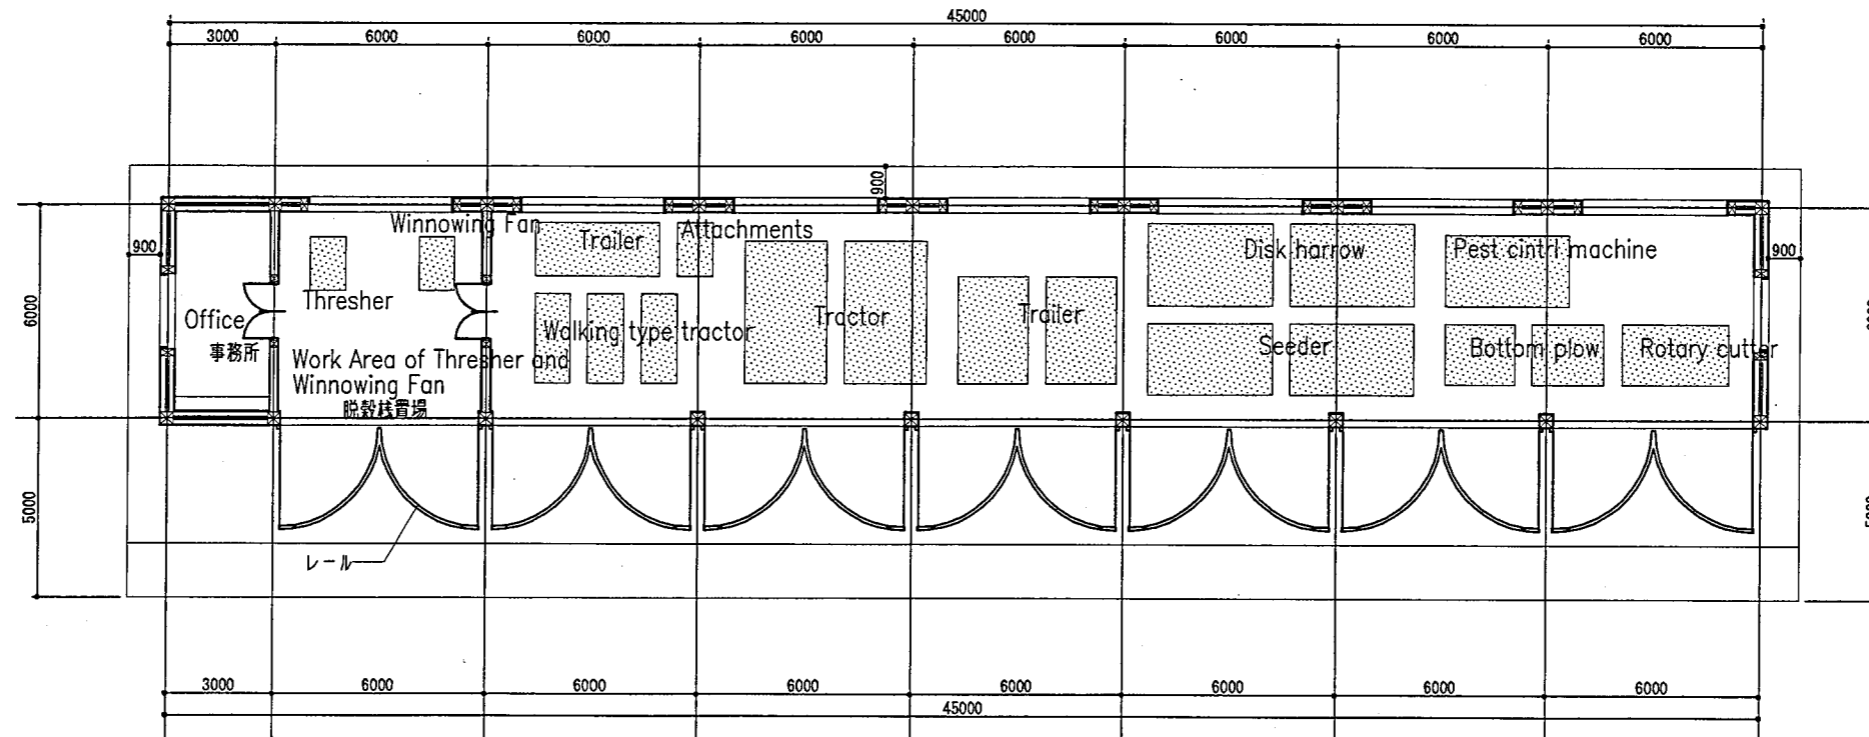 45000
3000 6000 6000 6000 6000 6000 6000 6000
900
900
900
6000
5000
Winnowing Fan
Trailer
Attachments
Disk harrow
Pest cintrl machine
Thresher
Office
事務所
Walking type tractor
Tractor
Trailer
Seeder
Bottom plow
Rotary cutter
Work Area of Thresher and
Winnowing Fan
脱穀桟置場
レール
3000 6000 6000 6000 6000 6000 6000 6000
45000